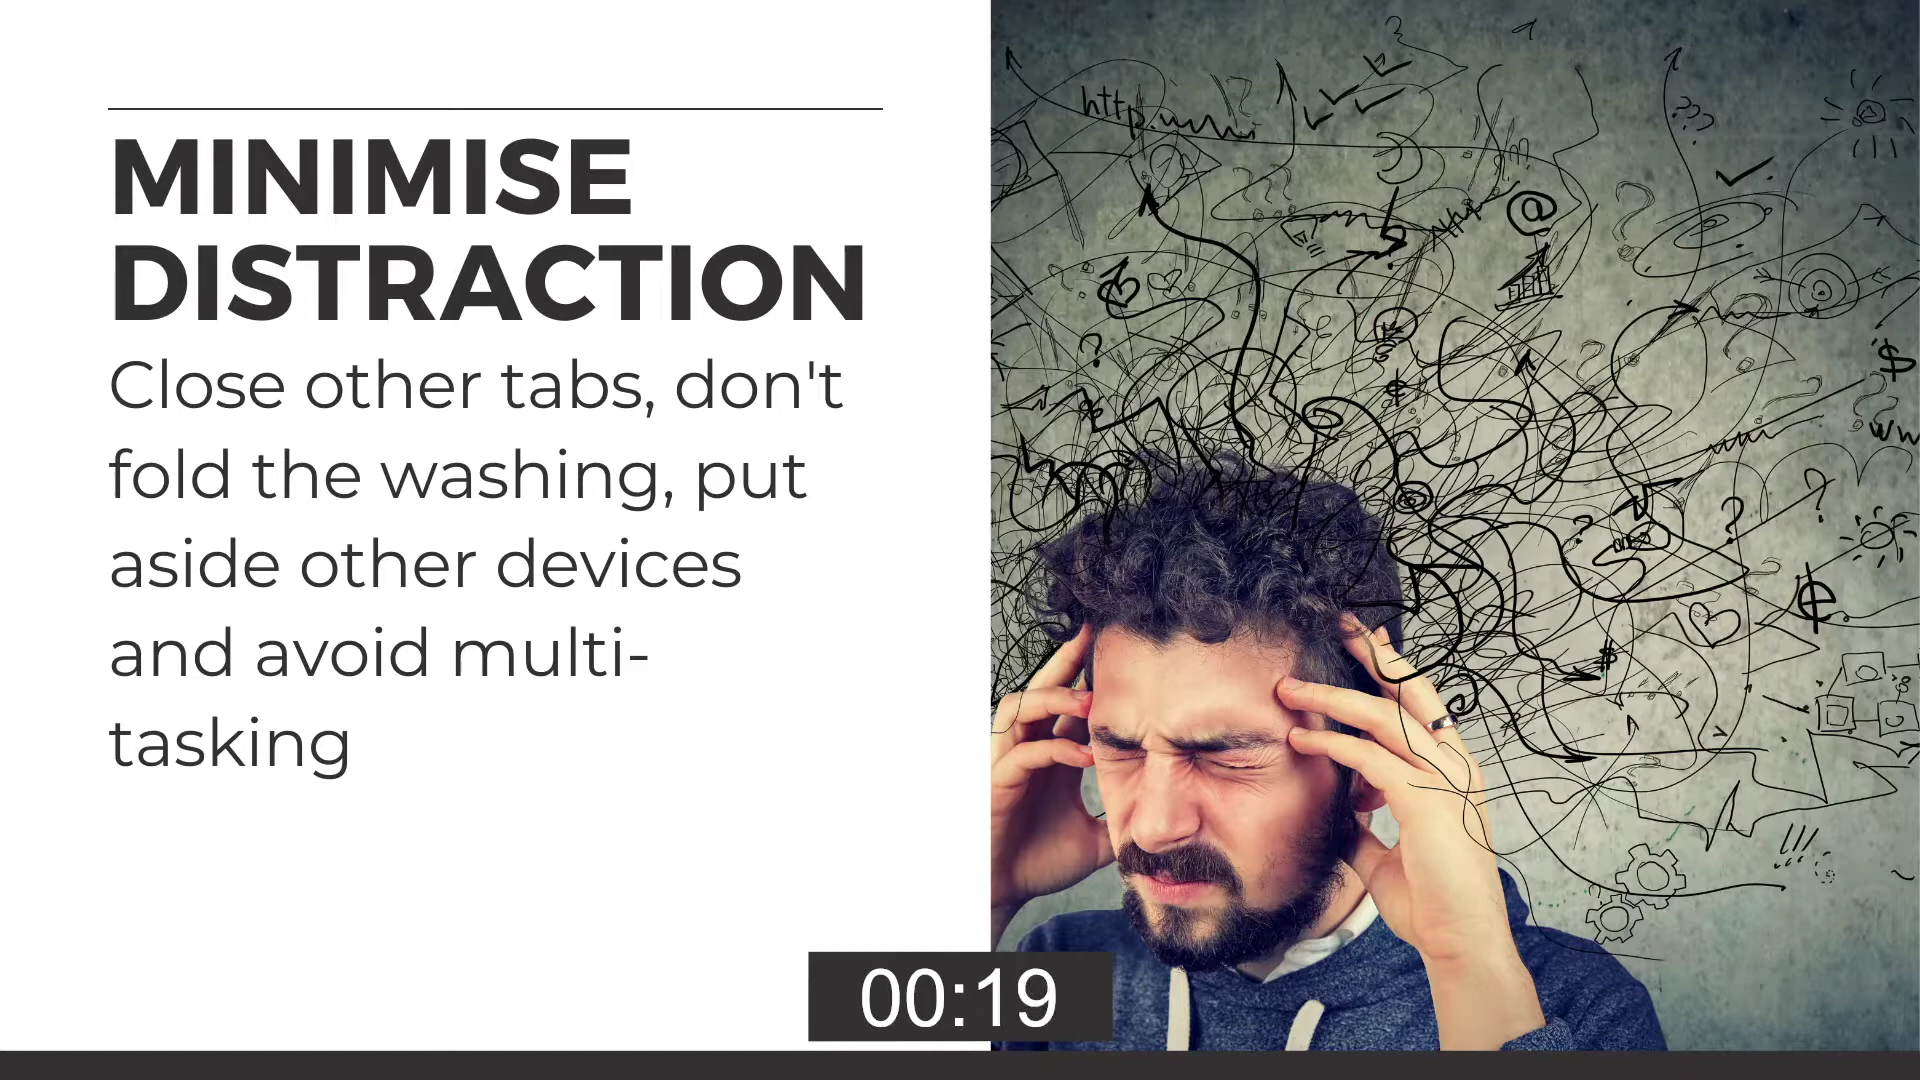 MINIMISE
DISTRACTION
Close other tabs, don't
fold the washing, put
aside other devices
and avoid multi-
tasking
http.
@
00:19